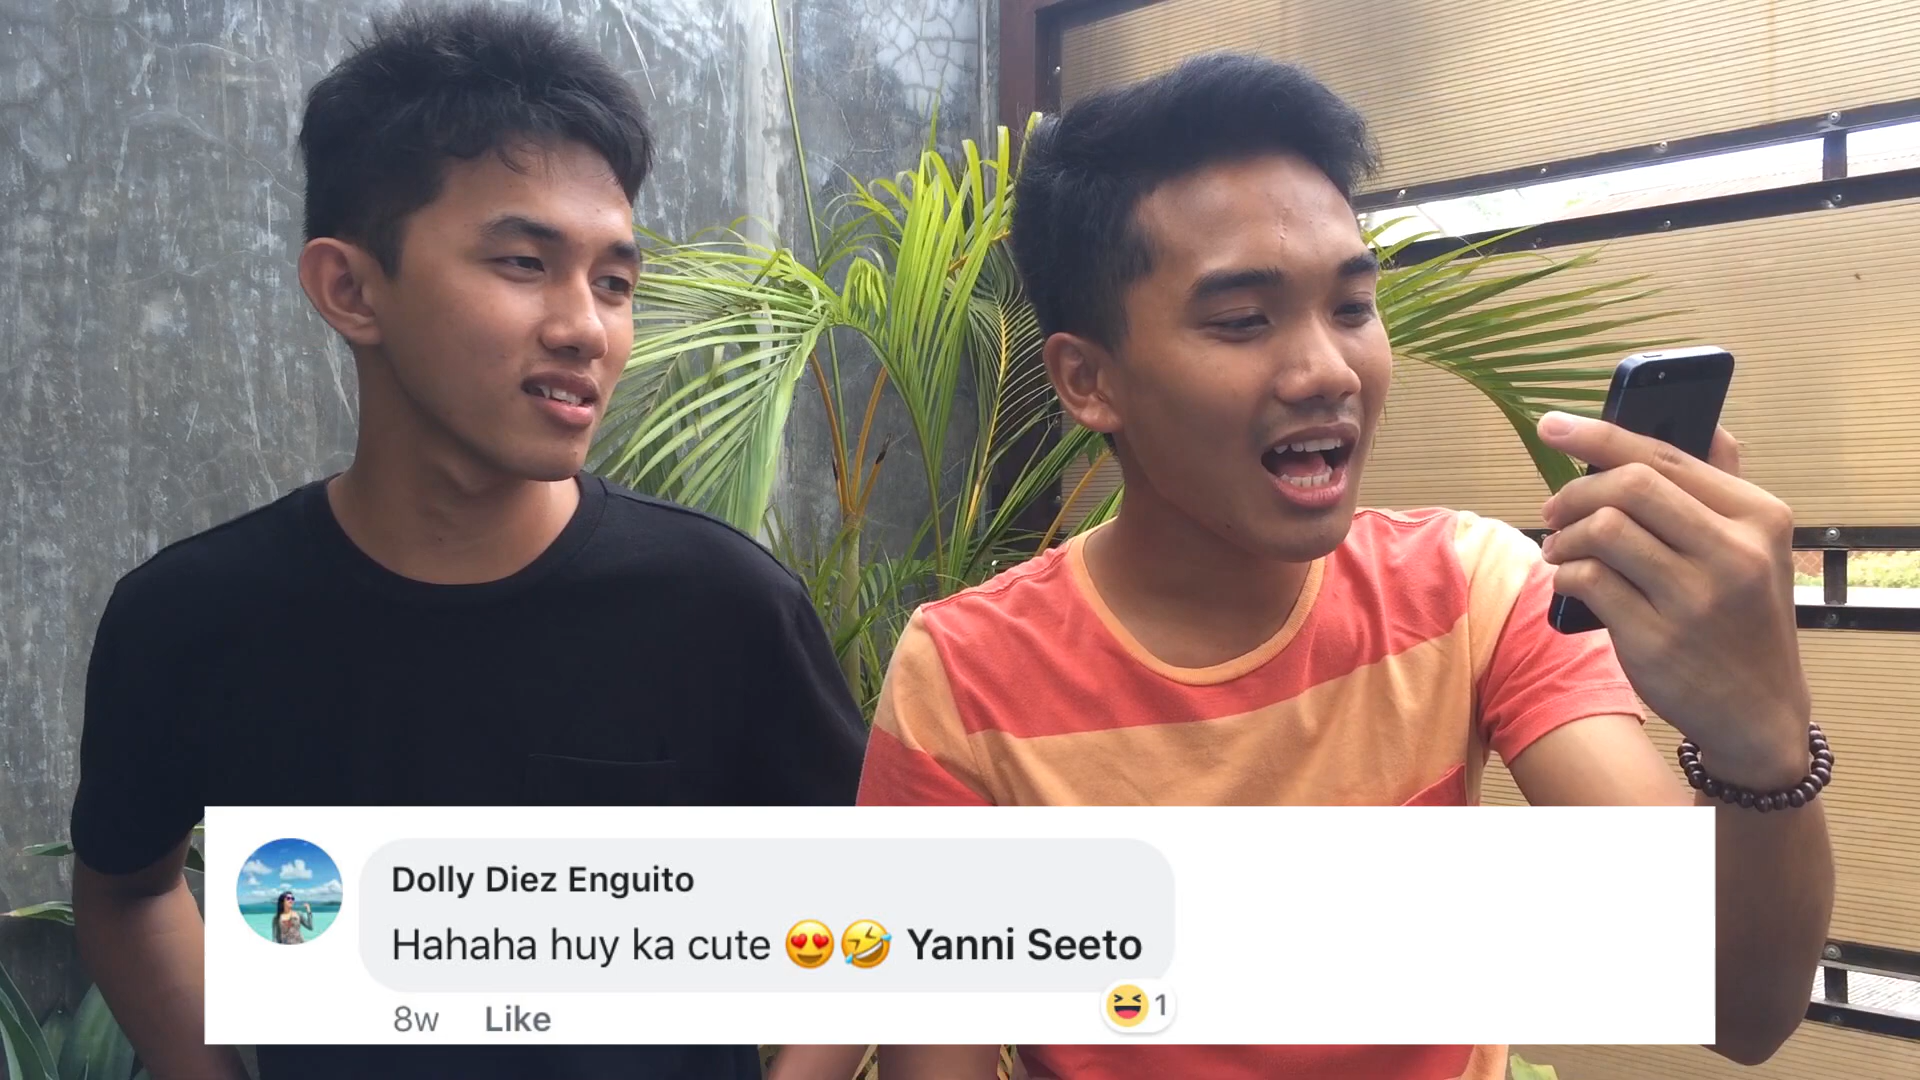 Dolly Diez Enguito
Hahaha huy ka cute 😍🤣 Yanni Seeto
8w Like
1